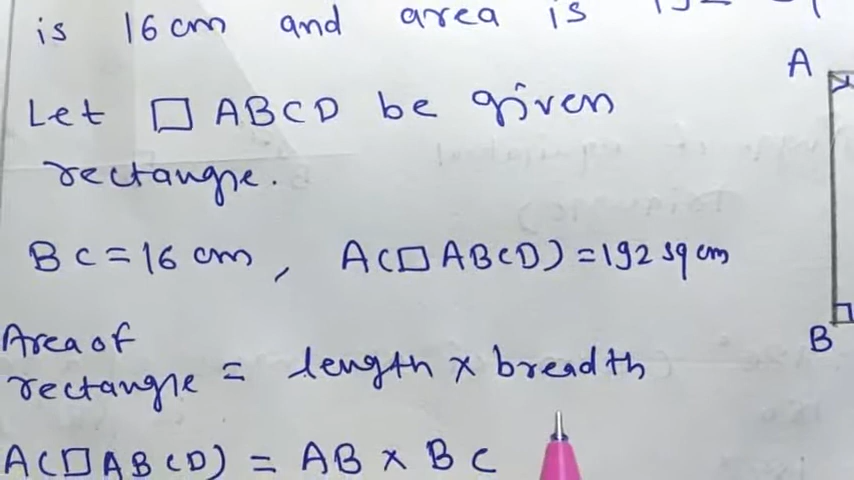 is 16 cm and area is
Let □ ABCD be given
rectangle.
BC = 16 cm, A(□ ABCD) = 192 sq cm
Area of
rectangle = length × breadth
A(□ ABCD) = AB × BC
A
B